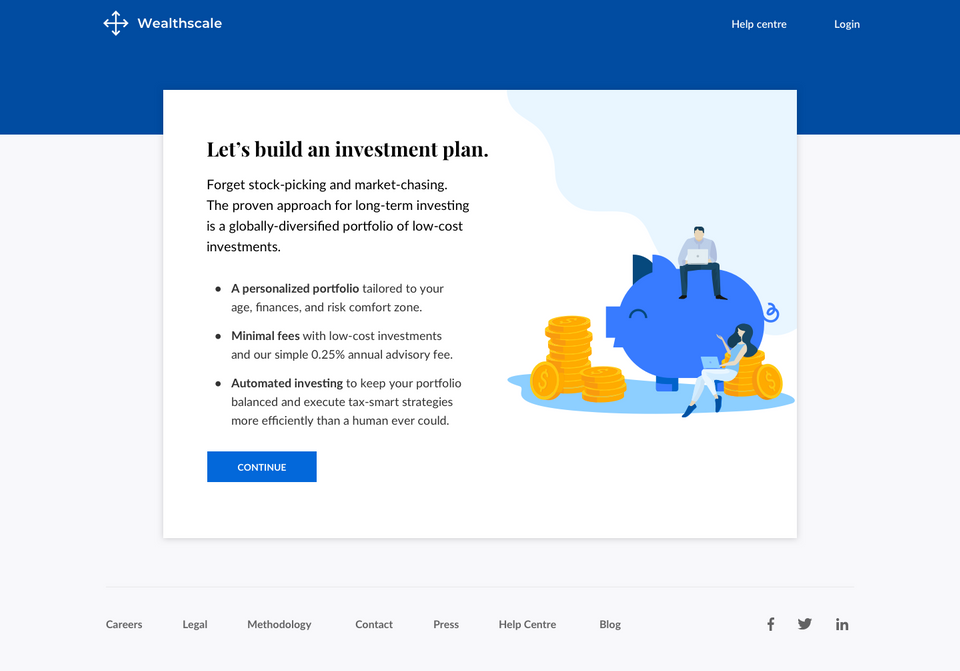 Wealthscale
Help centre
Login
Let’s build an investment plan.
Forget stock-picking and market-chasing.
The proven approach for long-term investing
is a globally-diversified portfolio of low-cost
investments.
● A personalized portfolio tailored to your
age, finances, and risk comfort zone.
● Minimal fees with low-cost investments
and our simple 0.25% annual advisory fee.
● Automated investing to keep your portfolio
balanced and execute tax-smart strategies
more efficiently than a human ever could.
CONTINUE
Careers
Legal
Methodology
Contact
Press
Help Centre
Blog